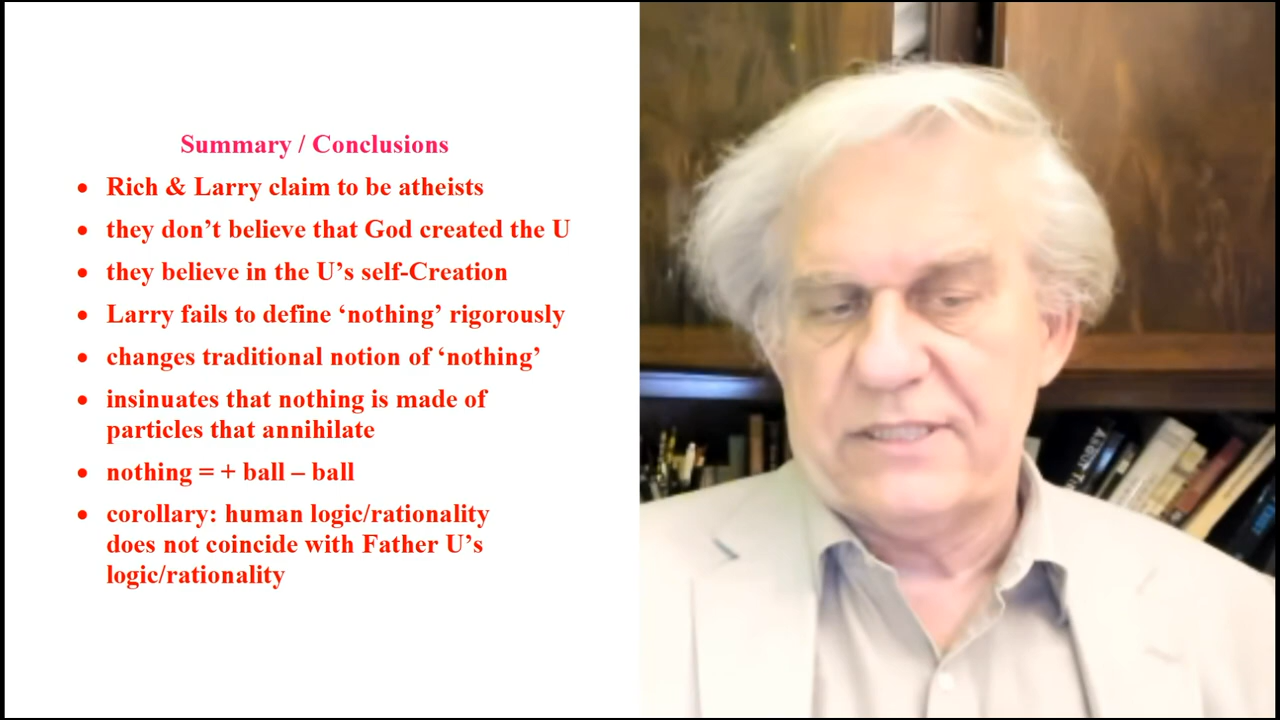 Summary / Conclusions
• Rich & Larry claim to be atheists
• they don’t believe that God created the U
• they believe in the U’s self-Creation
• Larry fails to define ‘nothing’ rigorously
• changes traditional notion of ‘nothing’
• insinuates that nothing is made of
particles that annihilate
• nothing = + ball – ball
• corollary: human logic/rationality
does not coincide with Father U’s
logic/rationality